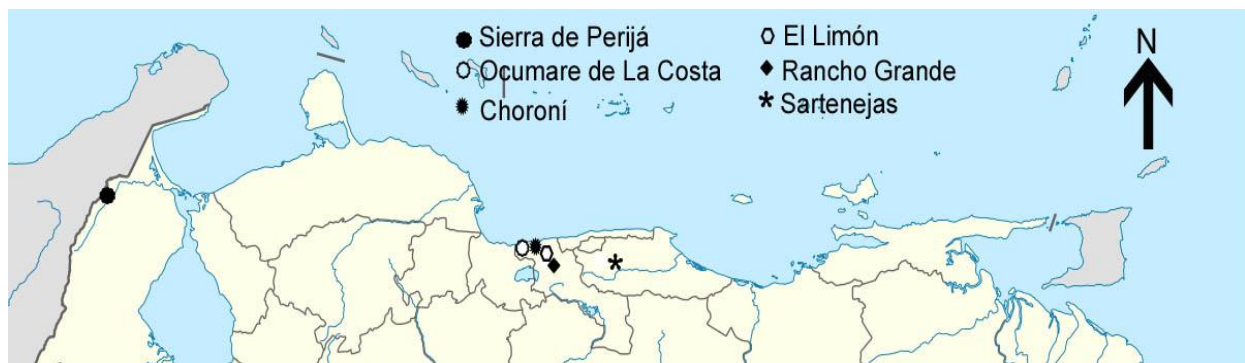 Sierra de Perijá
Ocumare de La Costa
Choroní
El Limón
Rancho Grande
Sartenejas
N